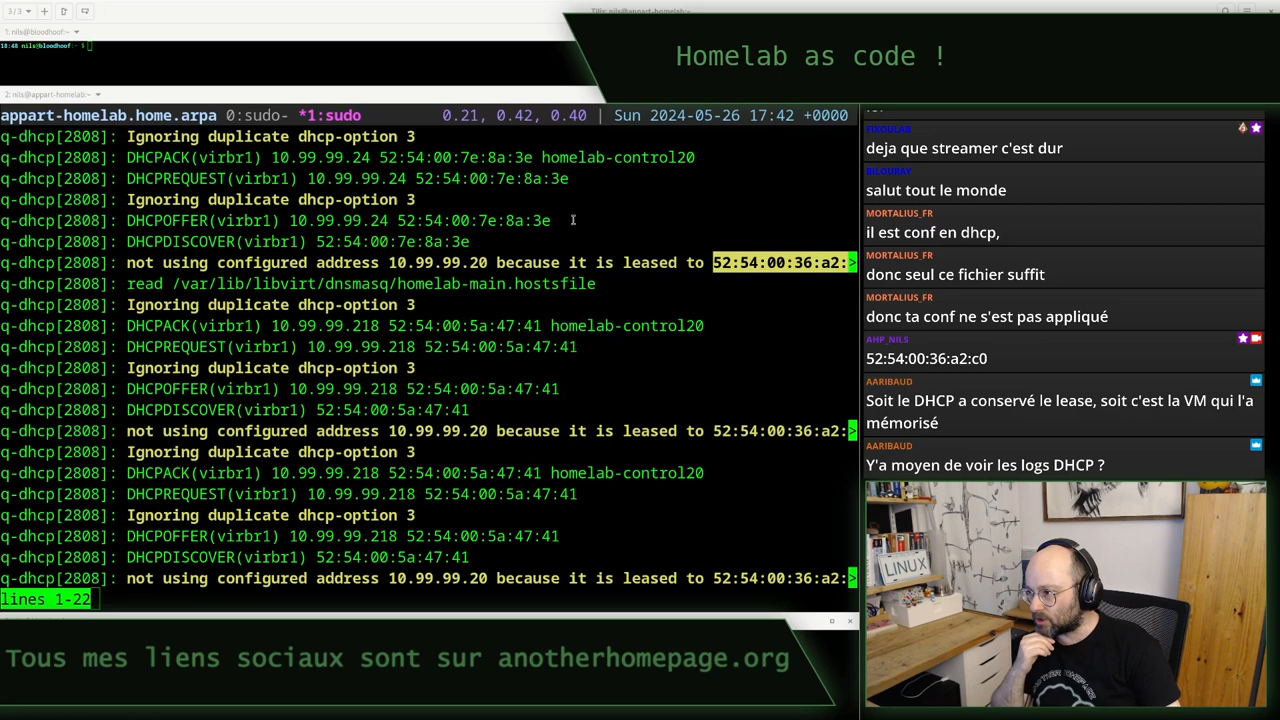 3/3
Tilix: nils@appart-homelab:~
1: nils@bloodhoof:~
18:48 nils@bloodhoof:~ $
Homelab as code !
2: nils@appart-homelab:~
appart-homelab.home.arpa 0:sudo- *1:sudo 0.21, 0.42, 0.40 | Sun 2024-05-26 17:42 +0000
q-dhcp[2808]: Ignoring duplicate dhcp-option 3
q-dhcp[2808]: DHCPACK(virbr1) 10.99.99.24 52:54:00:7e:8a:3e homelab-control20
q-dhcp[2808]: DHCPREQUEST(virbr1) 10.99.99.24 52:54:00:7e:8a:3e
q-dhcp[2808]: Ignoring duplicate dhcp-option 3
q-dhcp[2808]: DHCPOFFER(virbr1) 10.99.99.24 52:54:00:7e:8a:3e
q-dhcp[2808]: DHCPDISCOVER(virbr1) 52:54:00:7e:8a:3e
q-dhcp[2808]: not using configured address 10.99.99.20 because it is leased to 52:54:00:36:a2:>
q-dhcp[2808]: read /var/lib/libvirt/dnsmasq/homelab-main.hostsfile
q-dhcp[2808]: Ignoring duplicate dhcp-option 3
q-dhcp[2808]: DHCPACK(virbr1) 10.99.99.218 52:54:00:5a:47:41 homelab-control20
q-dhcp[2808]: DHCPREQUEST(virbr1) 10.99.99.218 52:54:00:5a:47:41
q-dhcp[2808]: Ignoring duplicate dhcp-option 3
q-dhcp[2808]: DHCPOFFER(virbr1) 10.99.99.218 52:54:00:5a:47:41
q-dhcp[2808]: DHCPDISCOVER(virbr1) 52:54:00:5a:47:41
q-dhcp[2808]: not using configured address 10.99.99.20 because it is leased to 52:54:00:36:a2:>
q-dhcp[2808]: Ignoring duplicate dhcp-option 3
q-dhcp[2808]: DHCPACK(virbr1) 10.99.99.218 52:54:00:5a:47:41 homelab-control20
q-dhcp[2808]: DHCPREQUEST(virbr1) 10.99.99.218 52:54:00:5a:47:41
q-dhcp[2808]: Ignoring duplicate dhcp-option 3
q-dhcp[2808]: DHCPOFFER(virbr1) 10.99.99.218 52:54:00:5a:47:41
q-dhcp[2808]: DHCPDISCOVER(virbr1) 52:54:00:5a:47:41
q-dhcp[2808]: not using configured address 10.99.99.20 because it is leased to 52:54:00:36:a2:>
lines 1-22
FIXOULAB
deja que streamer c'est dur
BILOURAY
salut tout le monde
MORTALIUS_FR
il est conf en dhcp,
MORTALIUS_FR
donc seul ce fichier suffit
MORTALIUS_FR
donc ta conf ne s'est pas appliqué
AHP_NILS
52:54:00:36:a2:c0
AARIBAUD
Soit le DHCP a conservé le lease, soit c'est la VM qui l'a
mémorisé
AARIBAUD
Y'a moyen de voir les logs DHCP ?
LINUX
Tous mes liens sociaux sont sur anotherhomepage.org